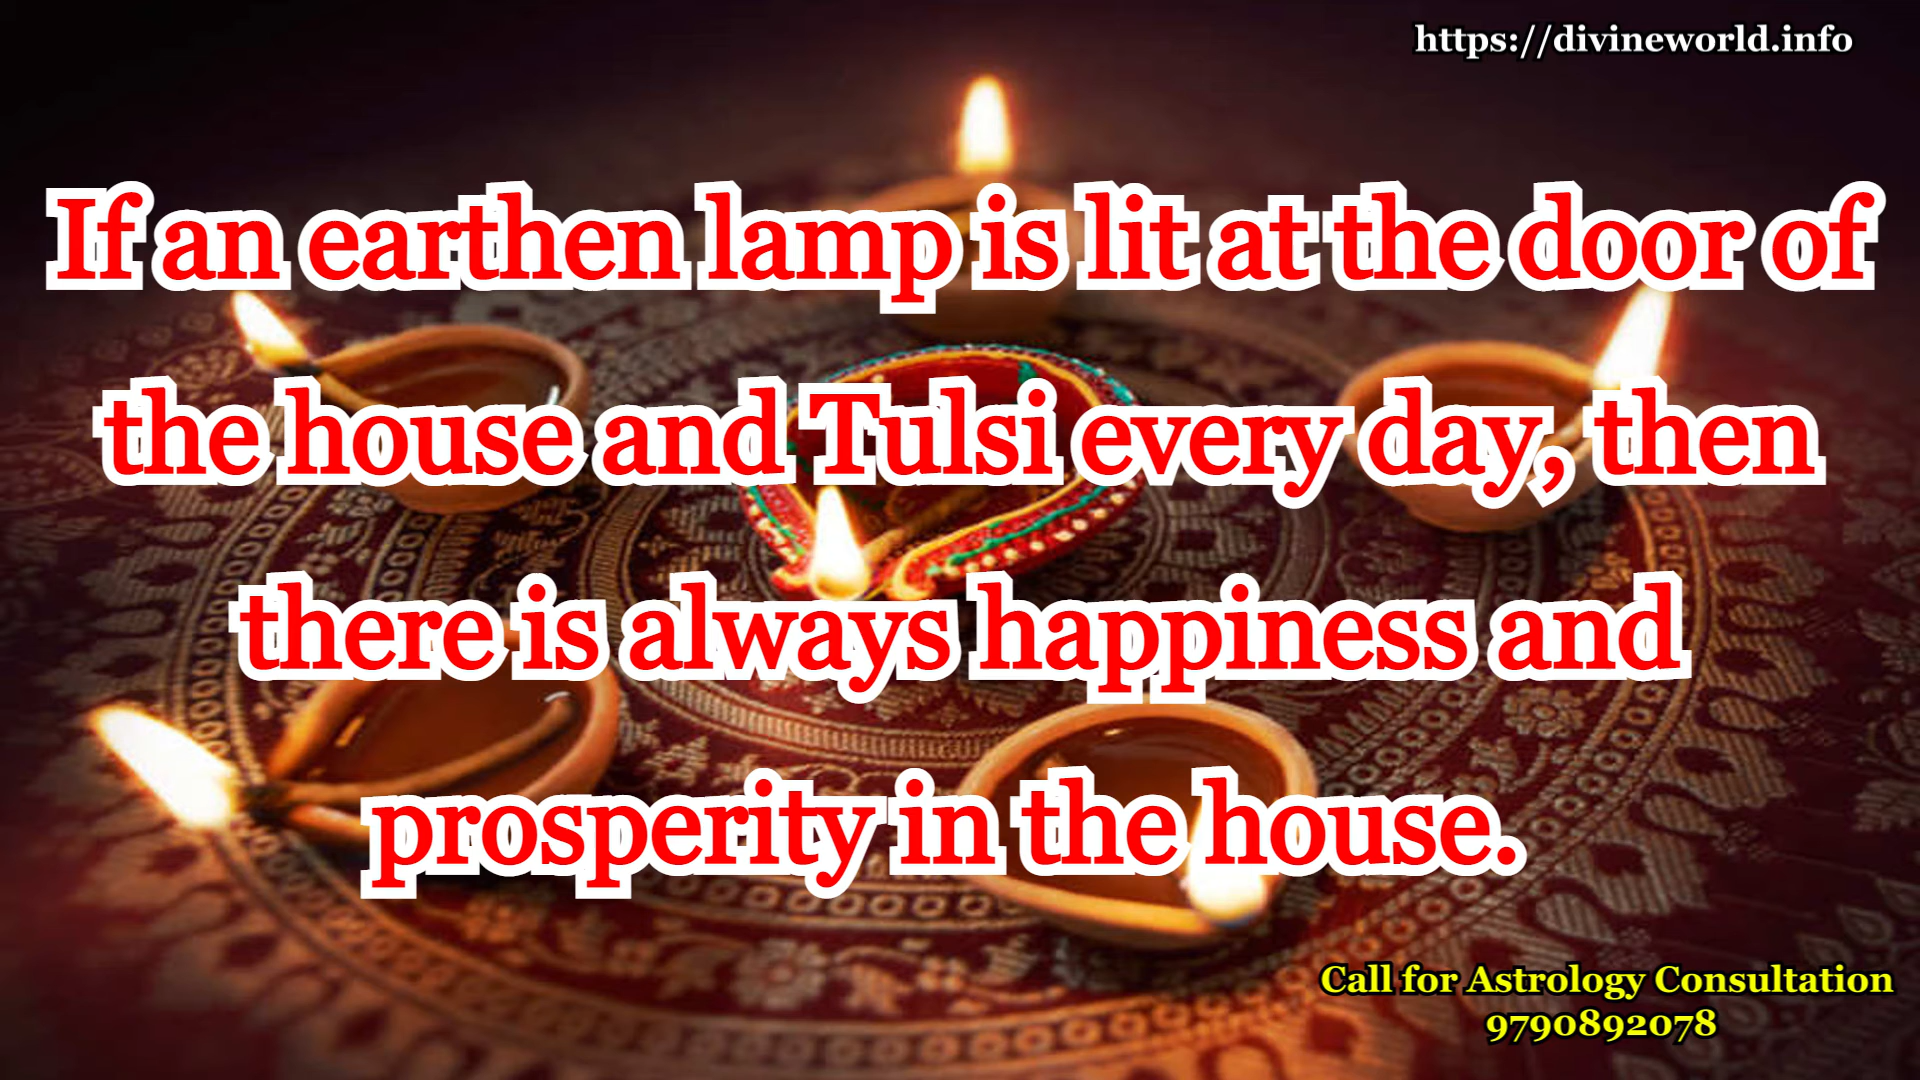 https://divineworld.info
If an earthen lamp is lit at the door of
the house and Tulsi every day, then
there is always happiness and
prosperity in the house.
Call for Astrology Consultation
9790892078